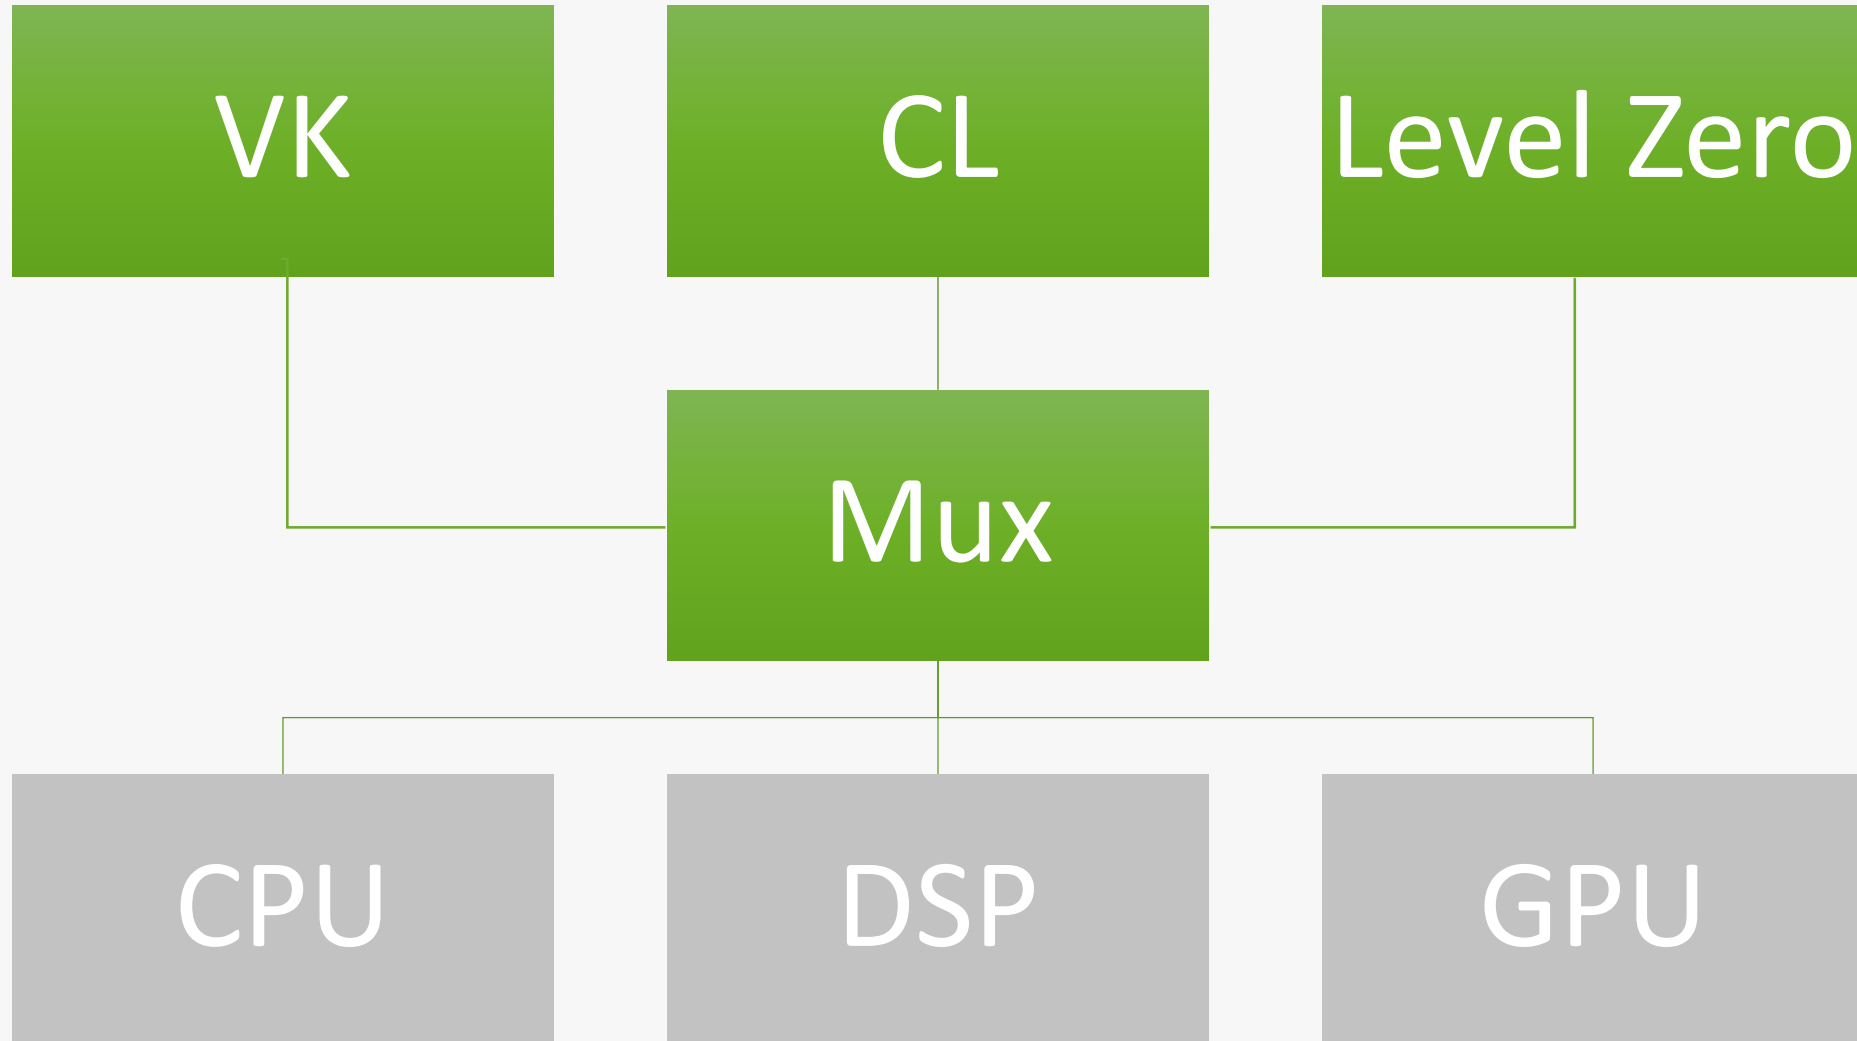 VK
CL
Level Zero
Mux
CPU
DSP
GPU